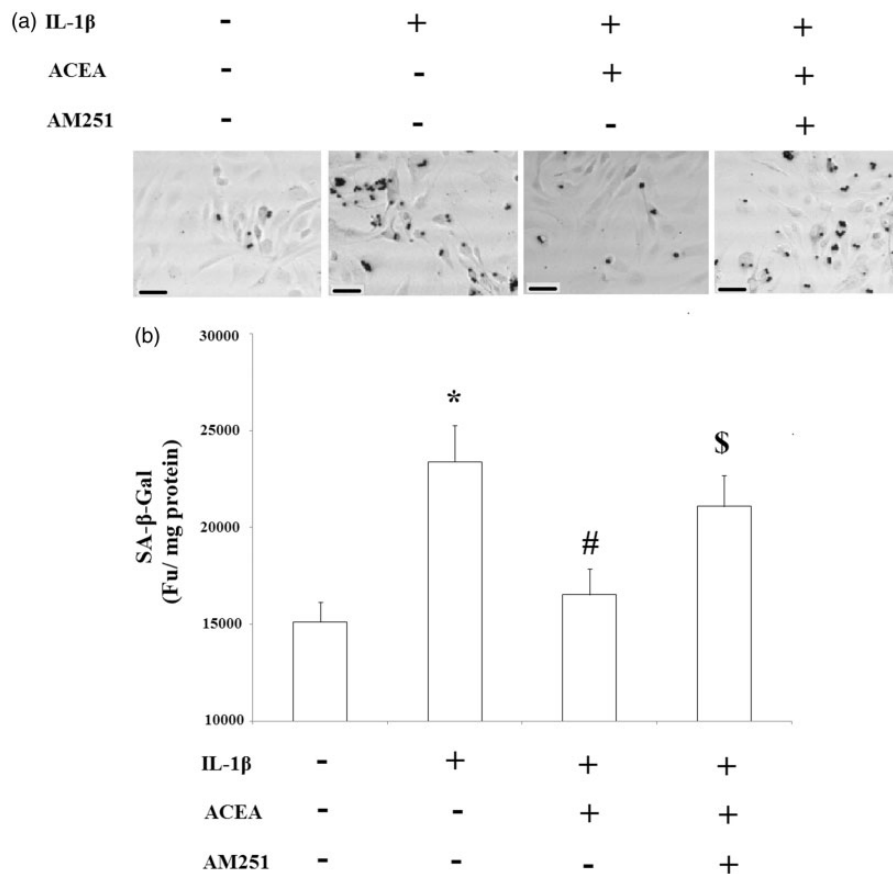 (a) IL-1β - + + +
ACEA - - + +
AM251 - - - +
(b)
30000
25000
20000
15000
10000
SA-β-Gal
(Fu/ mg protein)
*
#
$
IL-1β - + + +
ACEA - - + +
AM251 - - - +